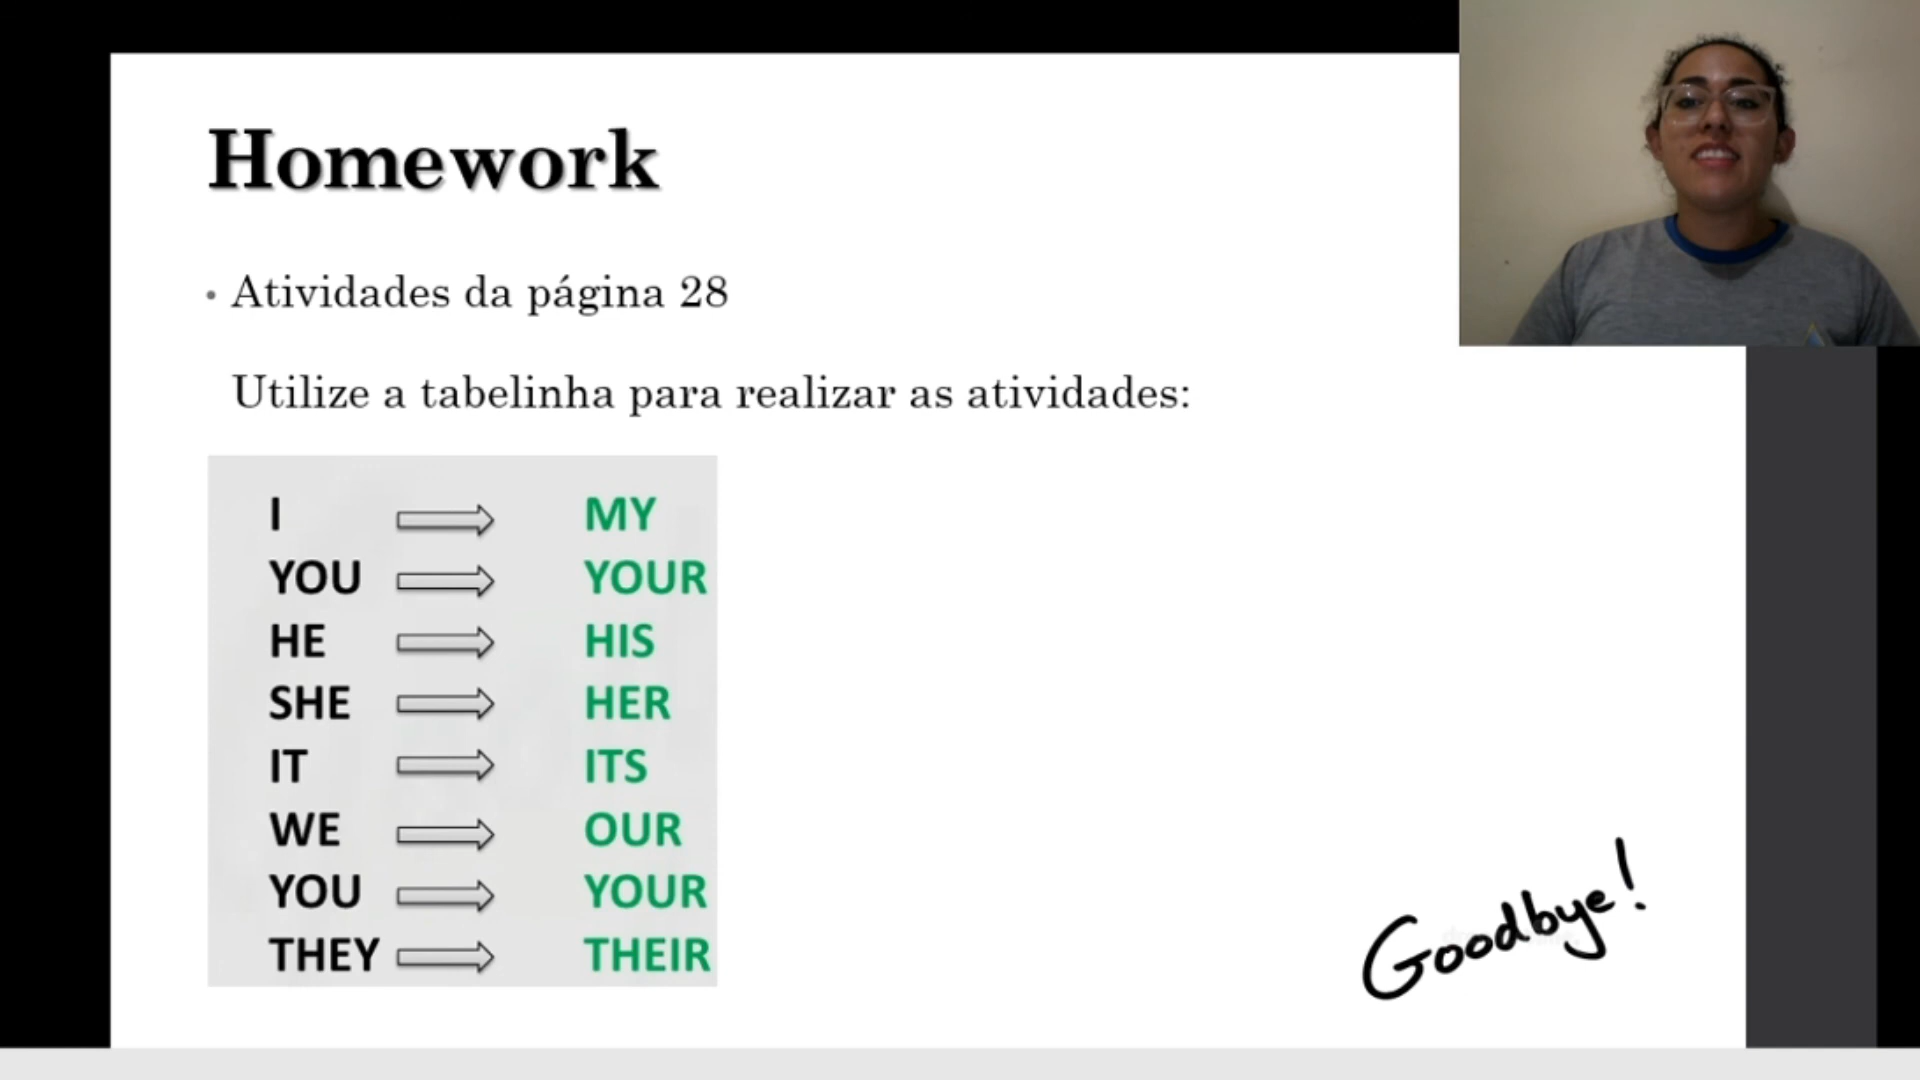 Homework
• Atividades da página 28
Utilize a tabelinha para realizar as atividades:
I MY
YOU YOUR
HE HIS
SHE HER
IT ITS
WE OUR
YOU YOUR
THEY THEIR
Goodbye!